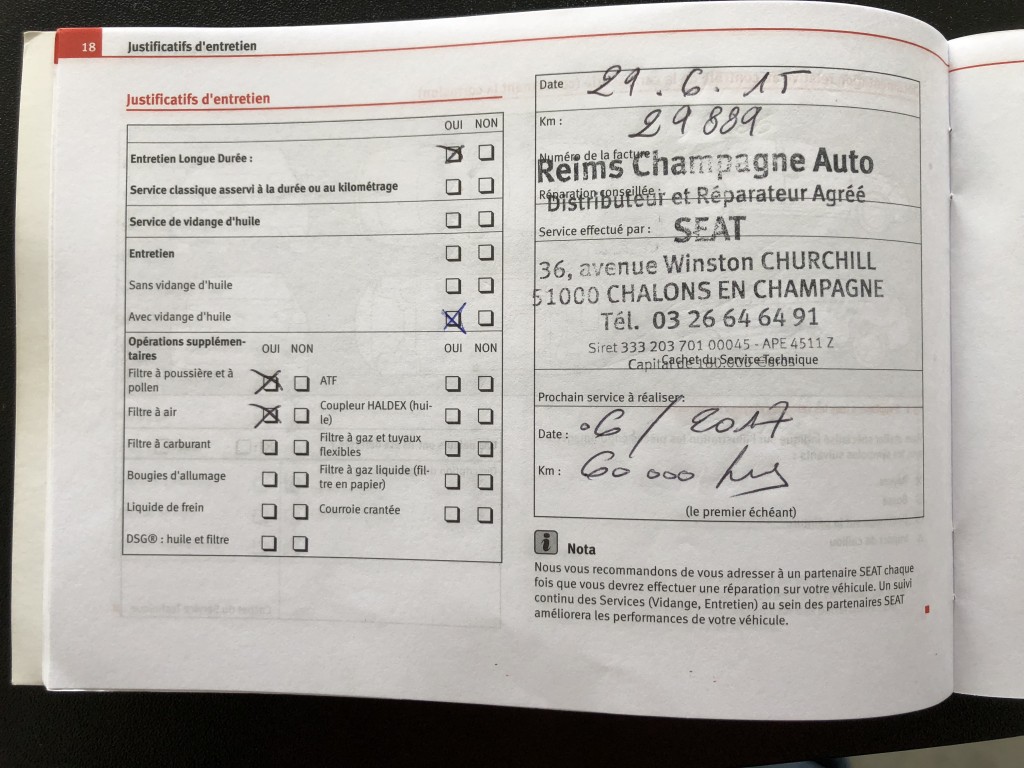 18 Justificatifs d'entretien
Justificatifs d'entretien
OUI NON
Entretien Longue Durée :
Service classique asservi à la durée ou au kilométrage
Service de vidange d'huile
Entretien
Sans vidange d'huile
Avec vidange d'huile
Opérations supplémen-
taires
OUI NON OUI NON
Filtre à poussière et à
pollen
ATF
Filtre à air
Coupleur HALDEX (hui-
le)
Filtre à carburant
Filtre à gaz et tuyaux
flexibles
Bougies d'allumage
Filtre à gaz liquide (fil-
tre en papier)
Liquide de frein
Courroie crantée
DSG® : huile et filtre
Date 29.6.15
Km : 29889
Numéro de la facture :
Reims Champagne Auto
Réparation conseillée :
Distributeur et Réparateur Agréé
Service effectué par : SEAT
36, avenue Winston CHURCHILL
51000 CHALONS EN CHAMPAGNE
Tél. 03 26 64 64 91
Siret 333 203 701 00045 - APE 4511 Z
Cachet du Service Technique
Capital de 180.000 Euros
Prochain service à réaliser:
Date : 06/2017
Km : 60 000
(le premier échéant)
i Nota
Nous vous recommandons de vous adresser à un partenaire SEAT chaque
fois que vous devrez effectuer une réparation sur votre véhicule. Un suivi
continu des Services (Vidange, Entretien) au sein des partenaires SEAT
améliorera les performances de votre véhicule.